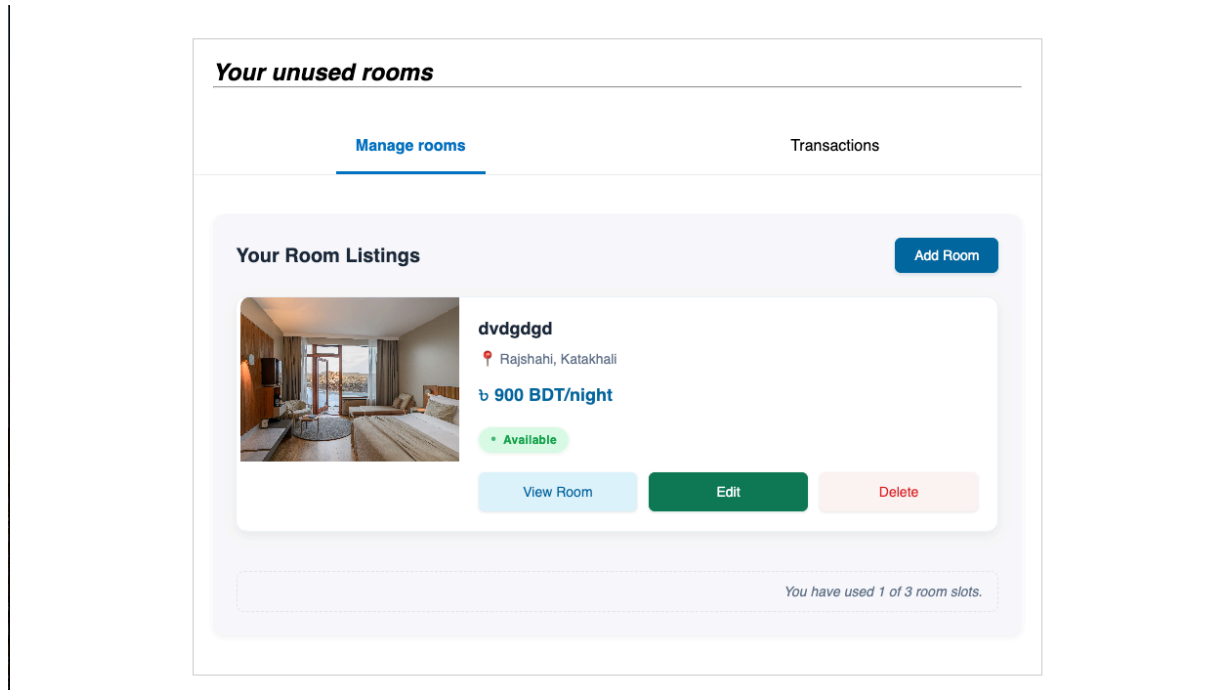 Your unused rooms
Manage rooms
Transactions
Your Room Listings
Add Room
dvdgdgd
Rajshahi, Katakhali
৳ 900 BDT/night
Available
View Room
Edit
Delete
You have used 1 of 3 room slots.